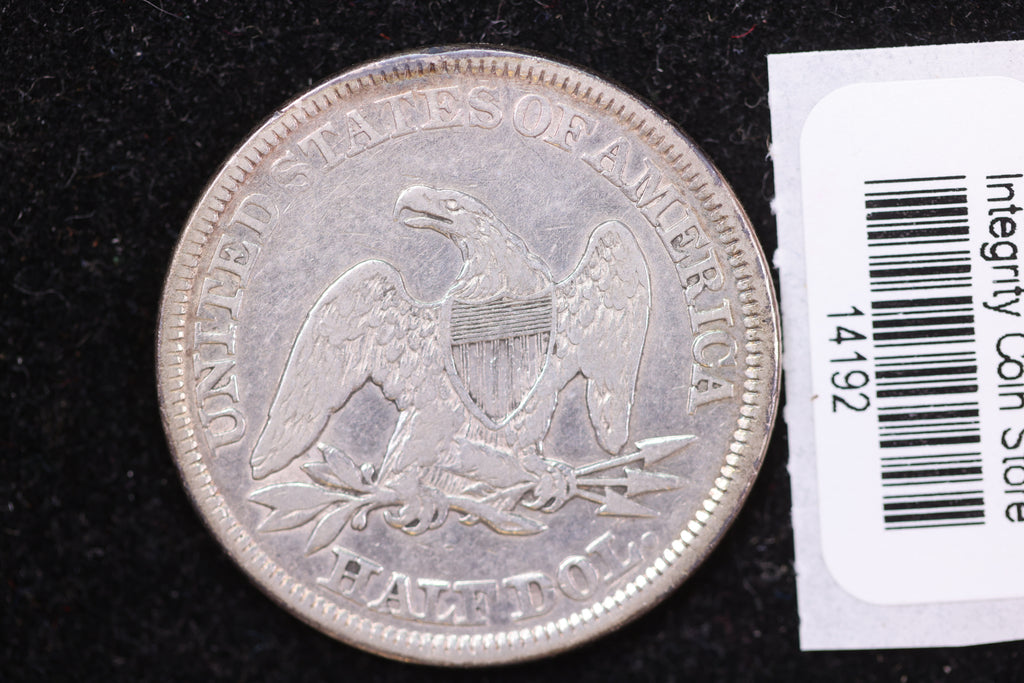 UNITED STATES OF AMERICA
HALF DOL.
Integrity Coin Store
14192